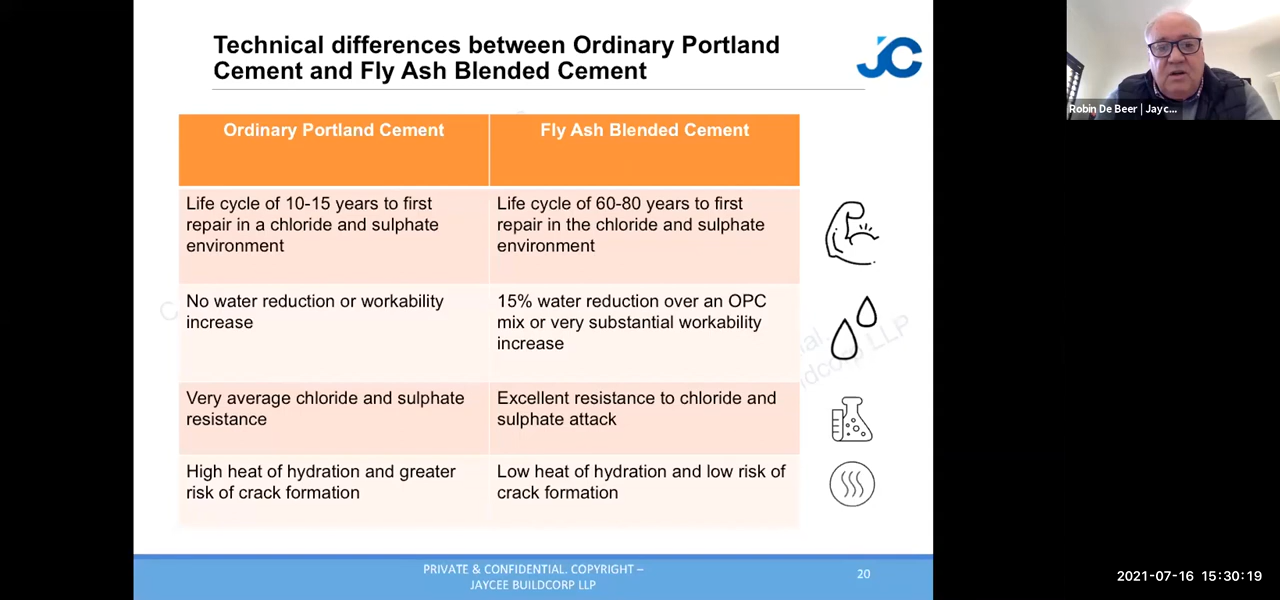 Technical differences between Ordinary Portland
Cement and Fly Ash Blended Cement
JC
Ordinary Portland Cement
Fly Ash Blended Cement
Life cycle of 10-15 years to first
repair in a chloride and sulphate
environment
Life cycle of 60-80 years to first
repair in the chloride and sulphate
environment
No water reduction or workability
increase
15% water reduction over an OPC
mix or very substantial workability
increase
Very average chloride and sulphate
resistance
Excellent resistance to chloride and
sulphate attack
High heat of hydration and greater
risk of crack formation
Low heat of hydration and low risk of
crack formation
PRIVATE & CONFIDENTIAL. COPYRIGHT –
JAYCEE BUILDCORP LLP
20
Robin De Beer | Jayc...
2021-07-16 15:30:19